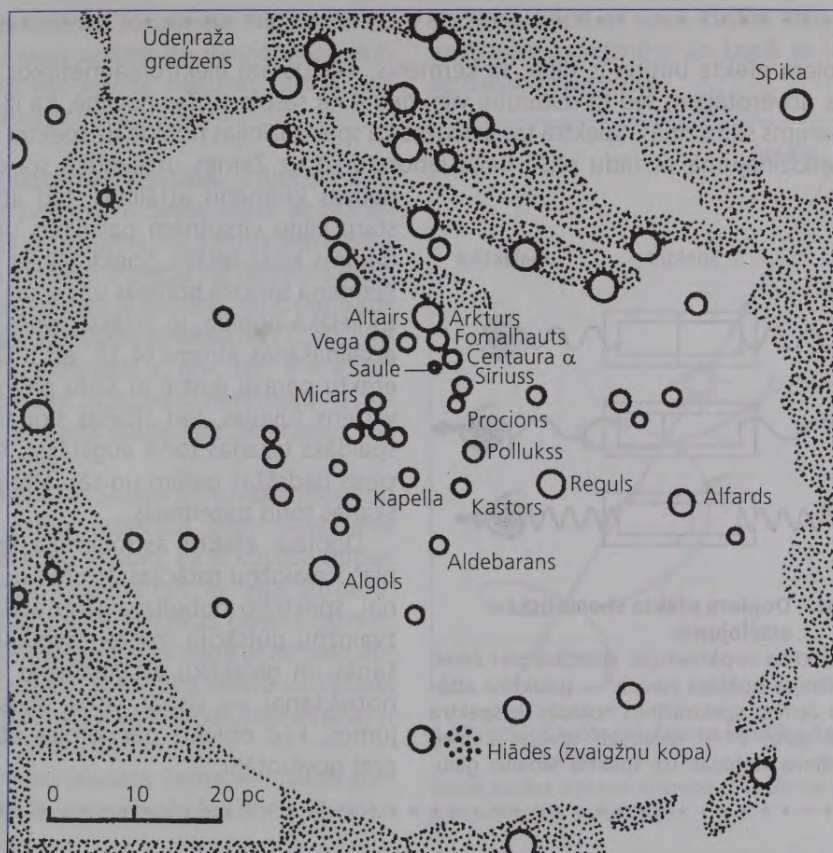 Ūdeņraža
gredzens
Spika
Altairs
Arkturs
Fomalhauts
Vega
Centaura α
Saule
Sīriuss
Micars
Procions
Pollukss
Kapella
Kastors
Reguls
Alfards
Aldebarans
Algols
Hiādes (zvaigžņu kopa)
0 10 20 pc